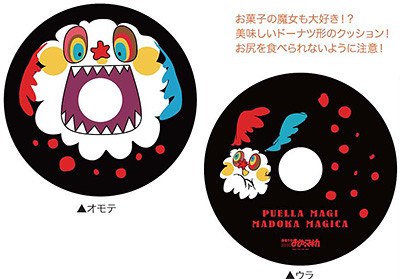 お菓子の魔女も大好き!?
美味しいドーナツ形のクッション!
お尻を食べられないように注意!
▲オモテ
PUELLA MAGI
MADOKA MAGICA
▲ウラ